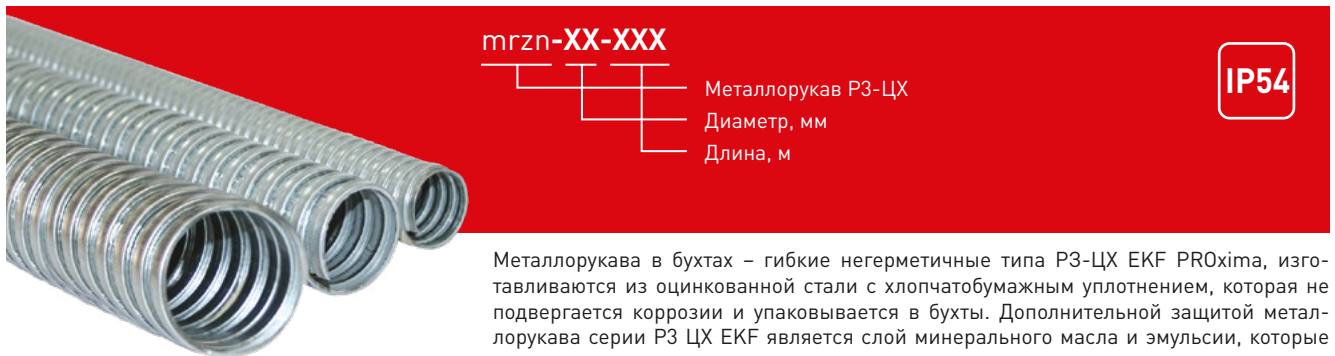 mrzn-XX-XXX
Металлорукав РЗ-ЦХ
Диаметр, мм
Длина, м
IP54
Металлорукава в бухтах – гибкие негерметичные типа РЗ-ЦХ EKF PROxima, изго-
тавливаются из оцинкованной стали с хлопчатобумажным уплотнением, которая не
подвергается коррозии и упаковывается в бухты. Дополнительной защитой метал-
лорукава серии РЗ ЦХ EKF является слой минерального масла и эмульсии, которые